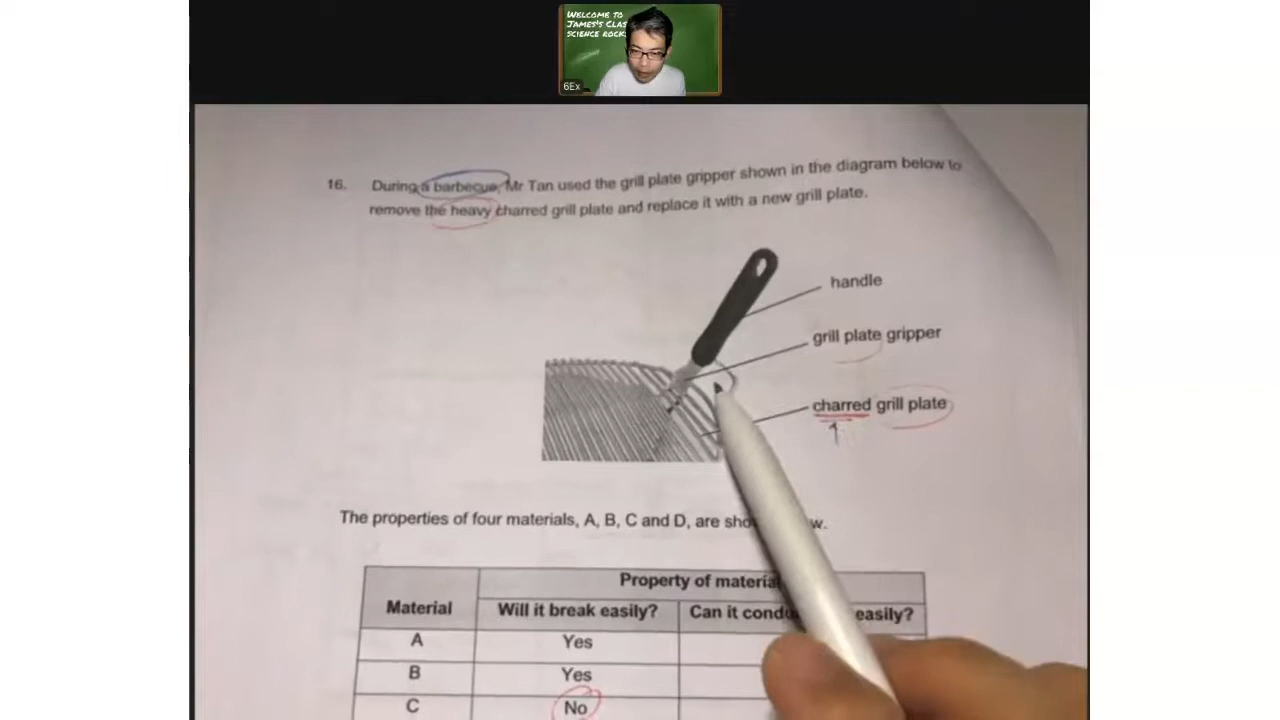 WELCOME TO
JAMES'S CLAS
SCIENCE ROCK
6Ex
16. During a barbecue, Mr Tan used the grill plate gripper shown in the diagram below to
remove the heavy charred grill plate and replace it with a new grill plate.
handle
grill plate gripper
charred grill plate
The properties of four materials, A, B, C and D, are sho w.
Property of materia
Material Will it break easily? Can it condu easily?
A Yes
B Yes
C No